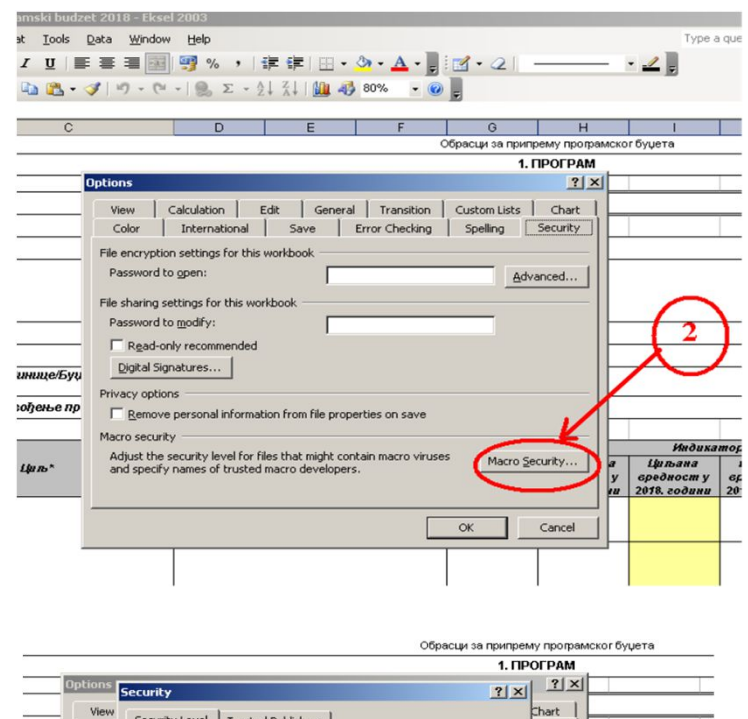 amski budzet 2018 - Eksel 2003
at Tools Data Window Help Type a que
I U % , A
Σ 80%
C D E F G H I
Обрасци за припрему програмског буџета
1. ПРОГРАМ
Options
View Calculation Edit General Transition Custom Lists Chart
Color International Save Error Checking Spelling Security
File encryption settings for this workbook
Password to open: Advanced...
File sharing settings for this workbook
Password to modify:
Read-only recommended
Digital Signatures...
2
Privacy options
Remove personal information from file properties on save
Macro security
Adjust the security level for files that might contain macro viruses
and specify names of trusted macro developers.
Macro Security...
OK Cancel
Циљ*
Индикатор
Циљана
вредност у
2018. години
Обрасци за припрему програмског буџета
1. ПРОГРАМ
Options
Security
View Chart